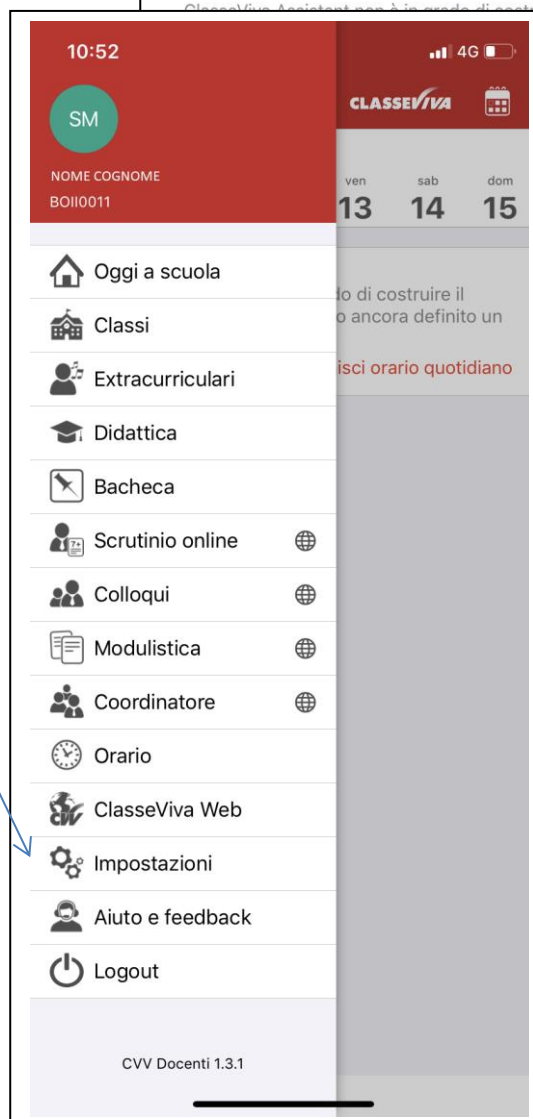 10:52
4G
SM
CLASSEVIVA
NOME COGNOME
BOII0011
ven sab dom
13 14 15
Oggi a scuola
do di costruire il
Classi
o ancora definito un
Extracurriculari
isci orario quotidiano
Didattica
Bacheca
Scrutinio online
Colloqui
Modulistica
Coordinatore
Orario
CVV
ClasseViva Web
Impostazioni
Aiuto e feedback
Logout
CVV Docenti 1.3.1